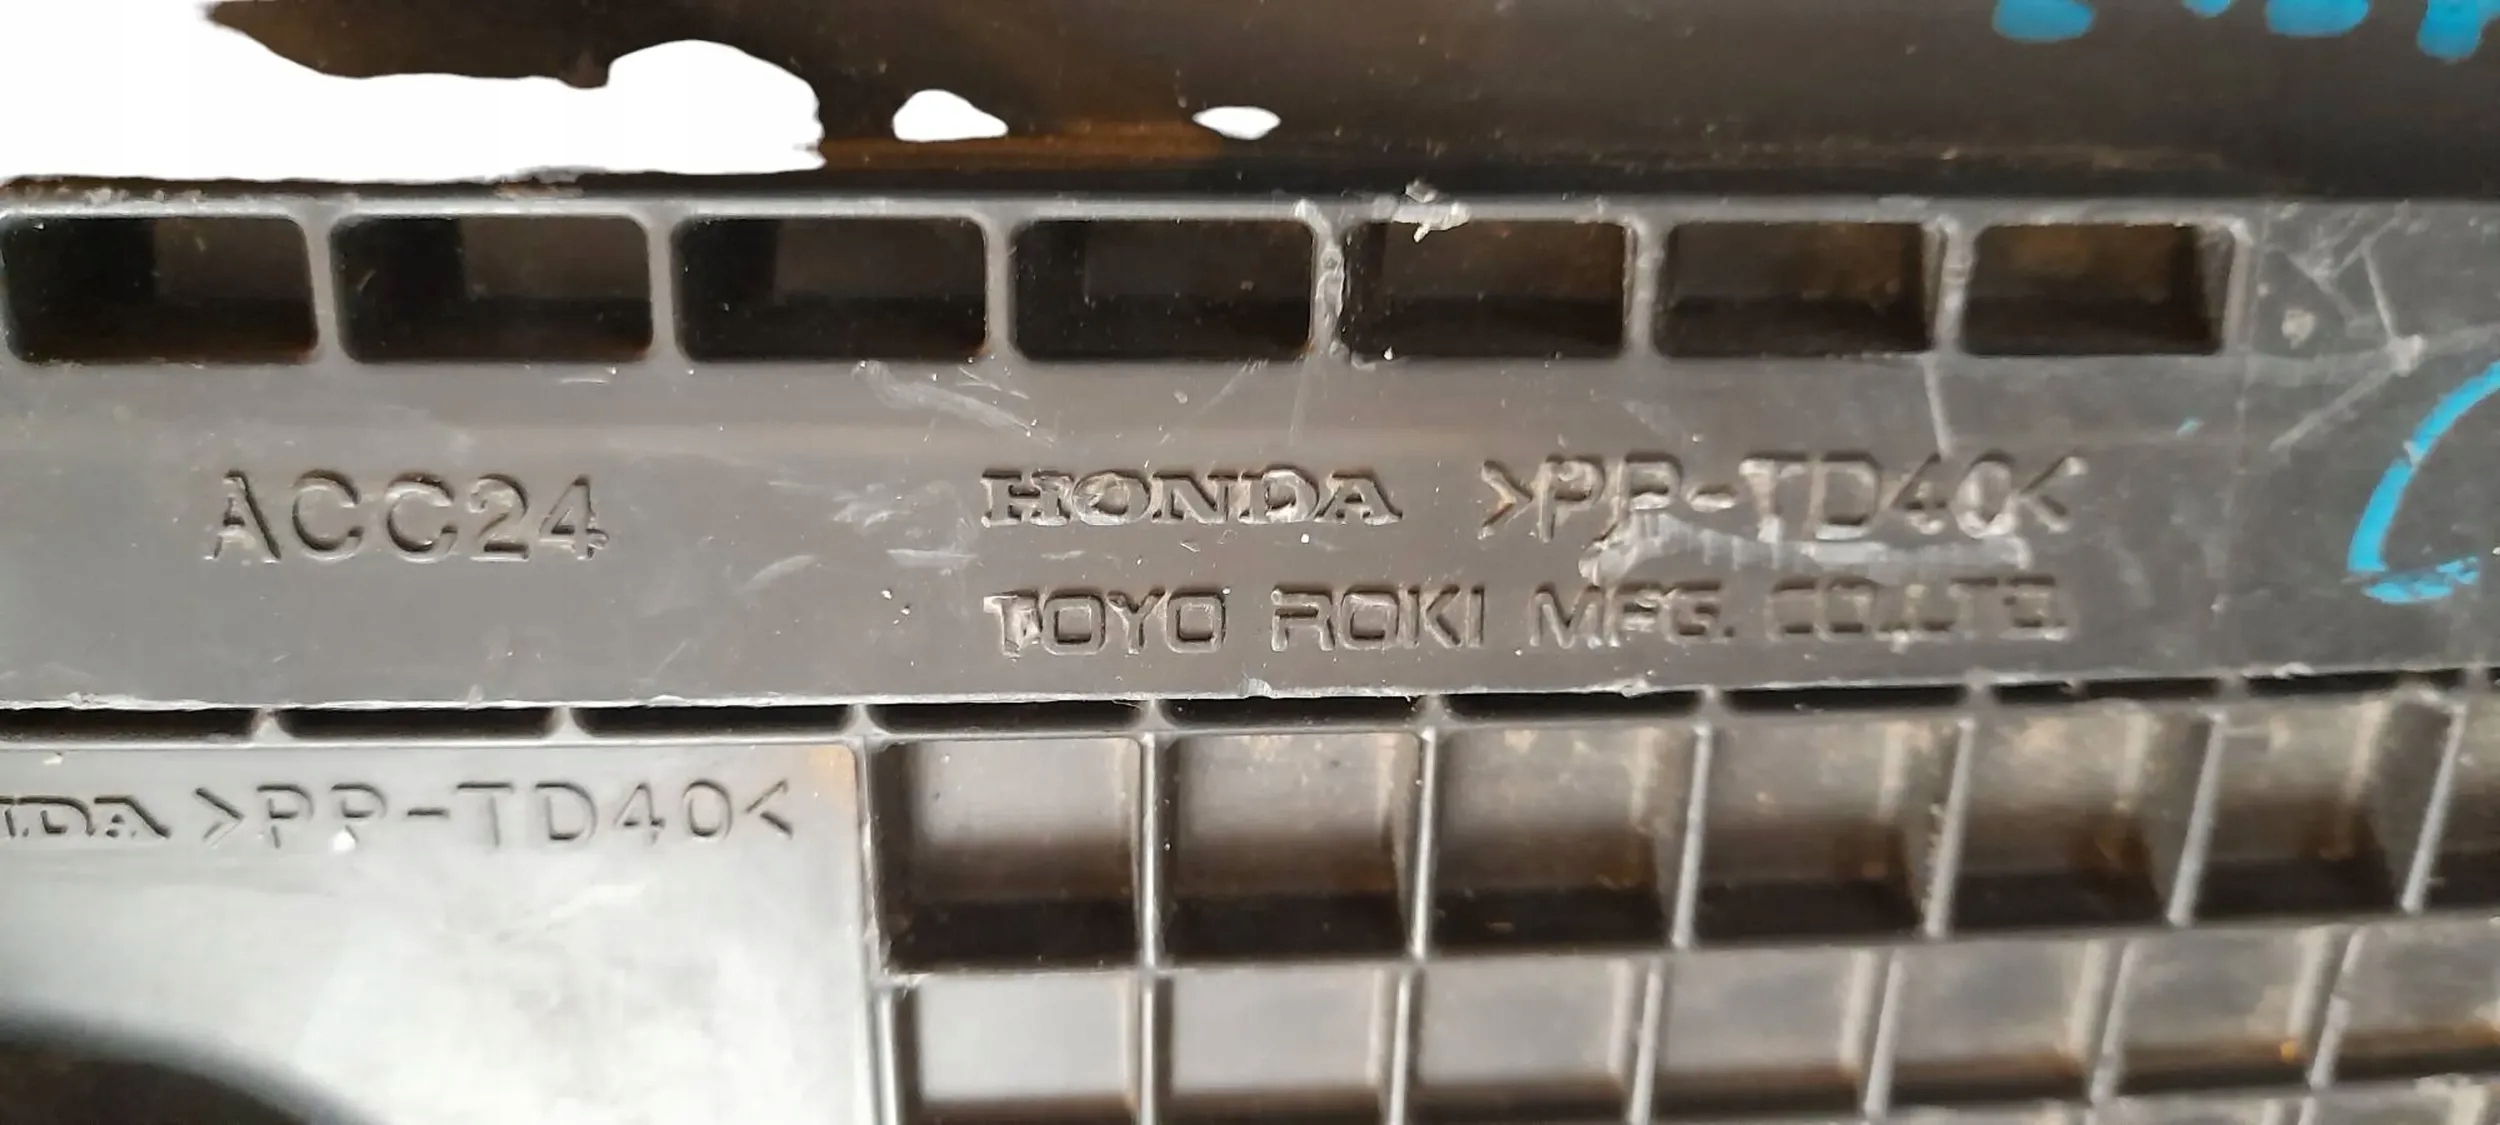 ACC24
HONDA >PP-TD40<
TOYO ROKI MFG. CO.,LTD.
>PP-TD40<